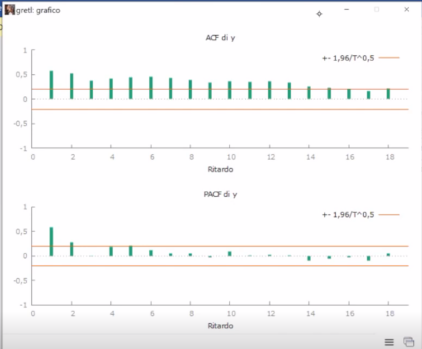 gretl: grafico
ACF di y
+- 1,96/T^0,5
1
0,5
0
-0,5
-1
0 2 4 6 8 10 12 14 16 18
Ritardo
PACF di y
+- 1,96/T^0,5
1
0,5
0
-0,5
-1
0 2 4 6 8 10 12 14 16 18
Ritardo